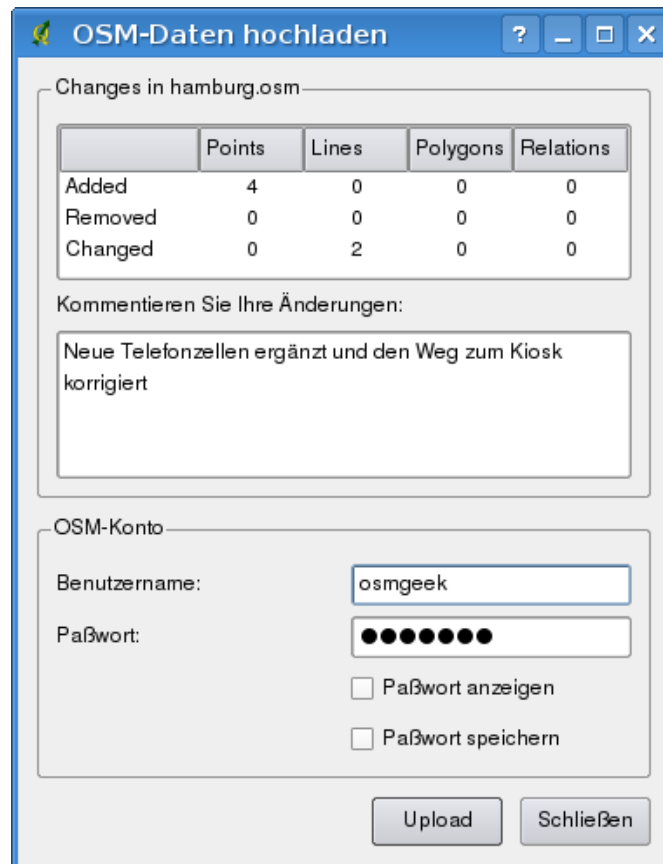 OSM-Daten hochladen
Changes in hamburg.osm
Points Lines Polygons Relations
Added 4 0 0 0
Removed 0 0 0 0
Changed 0 2 0 0
Kommentieren Sie Ihre Änderungen:
Neue Telefonzellen ergänzt und den Weg zum Kiosk
korrigiert
OSM-Konto
Benutzername: osmgeek
Paßwort: ●●●●●●●
Paßwort anzeigen
Paßwort speichern
Upload Schließen